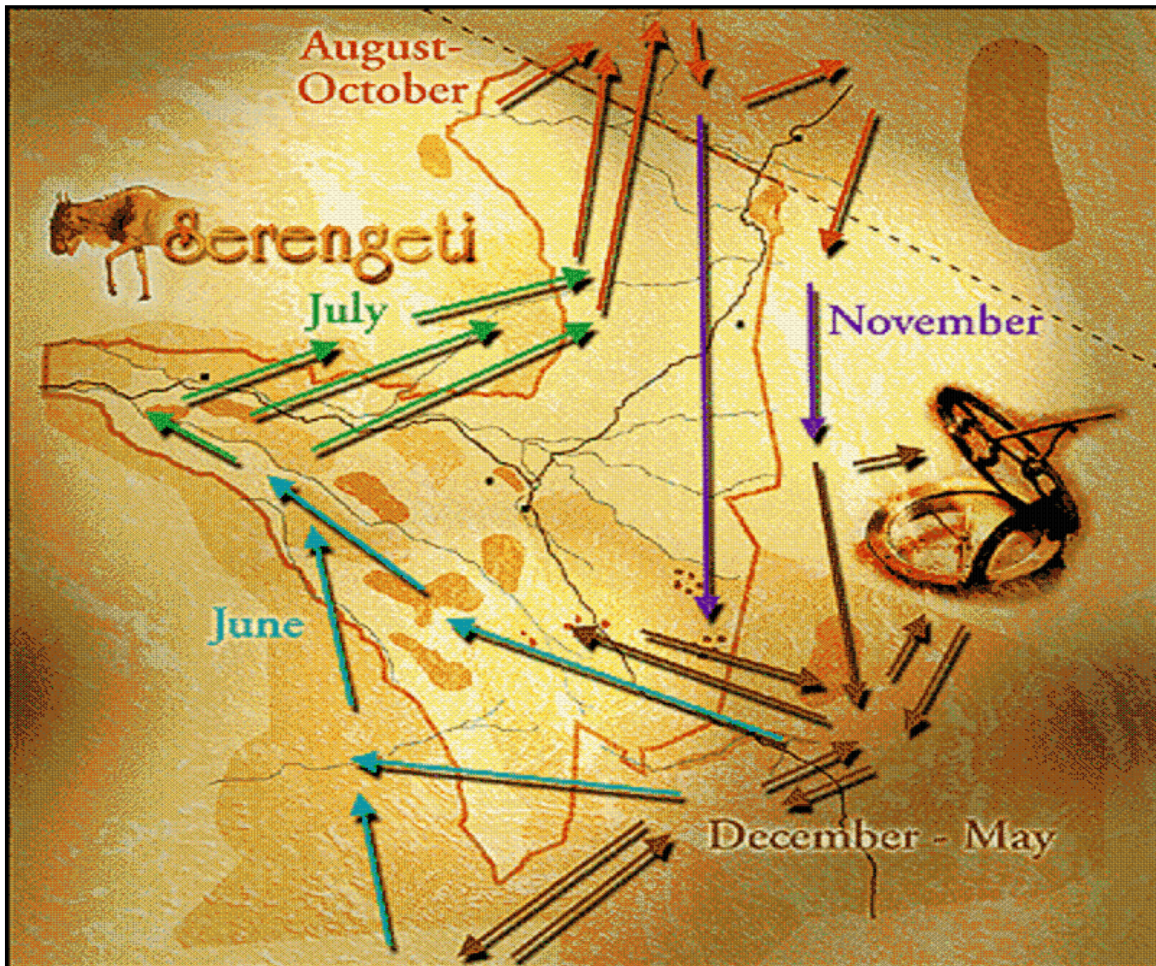 August-
October
Serengeti
July
November
June
December - May